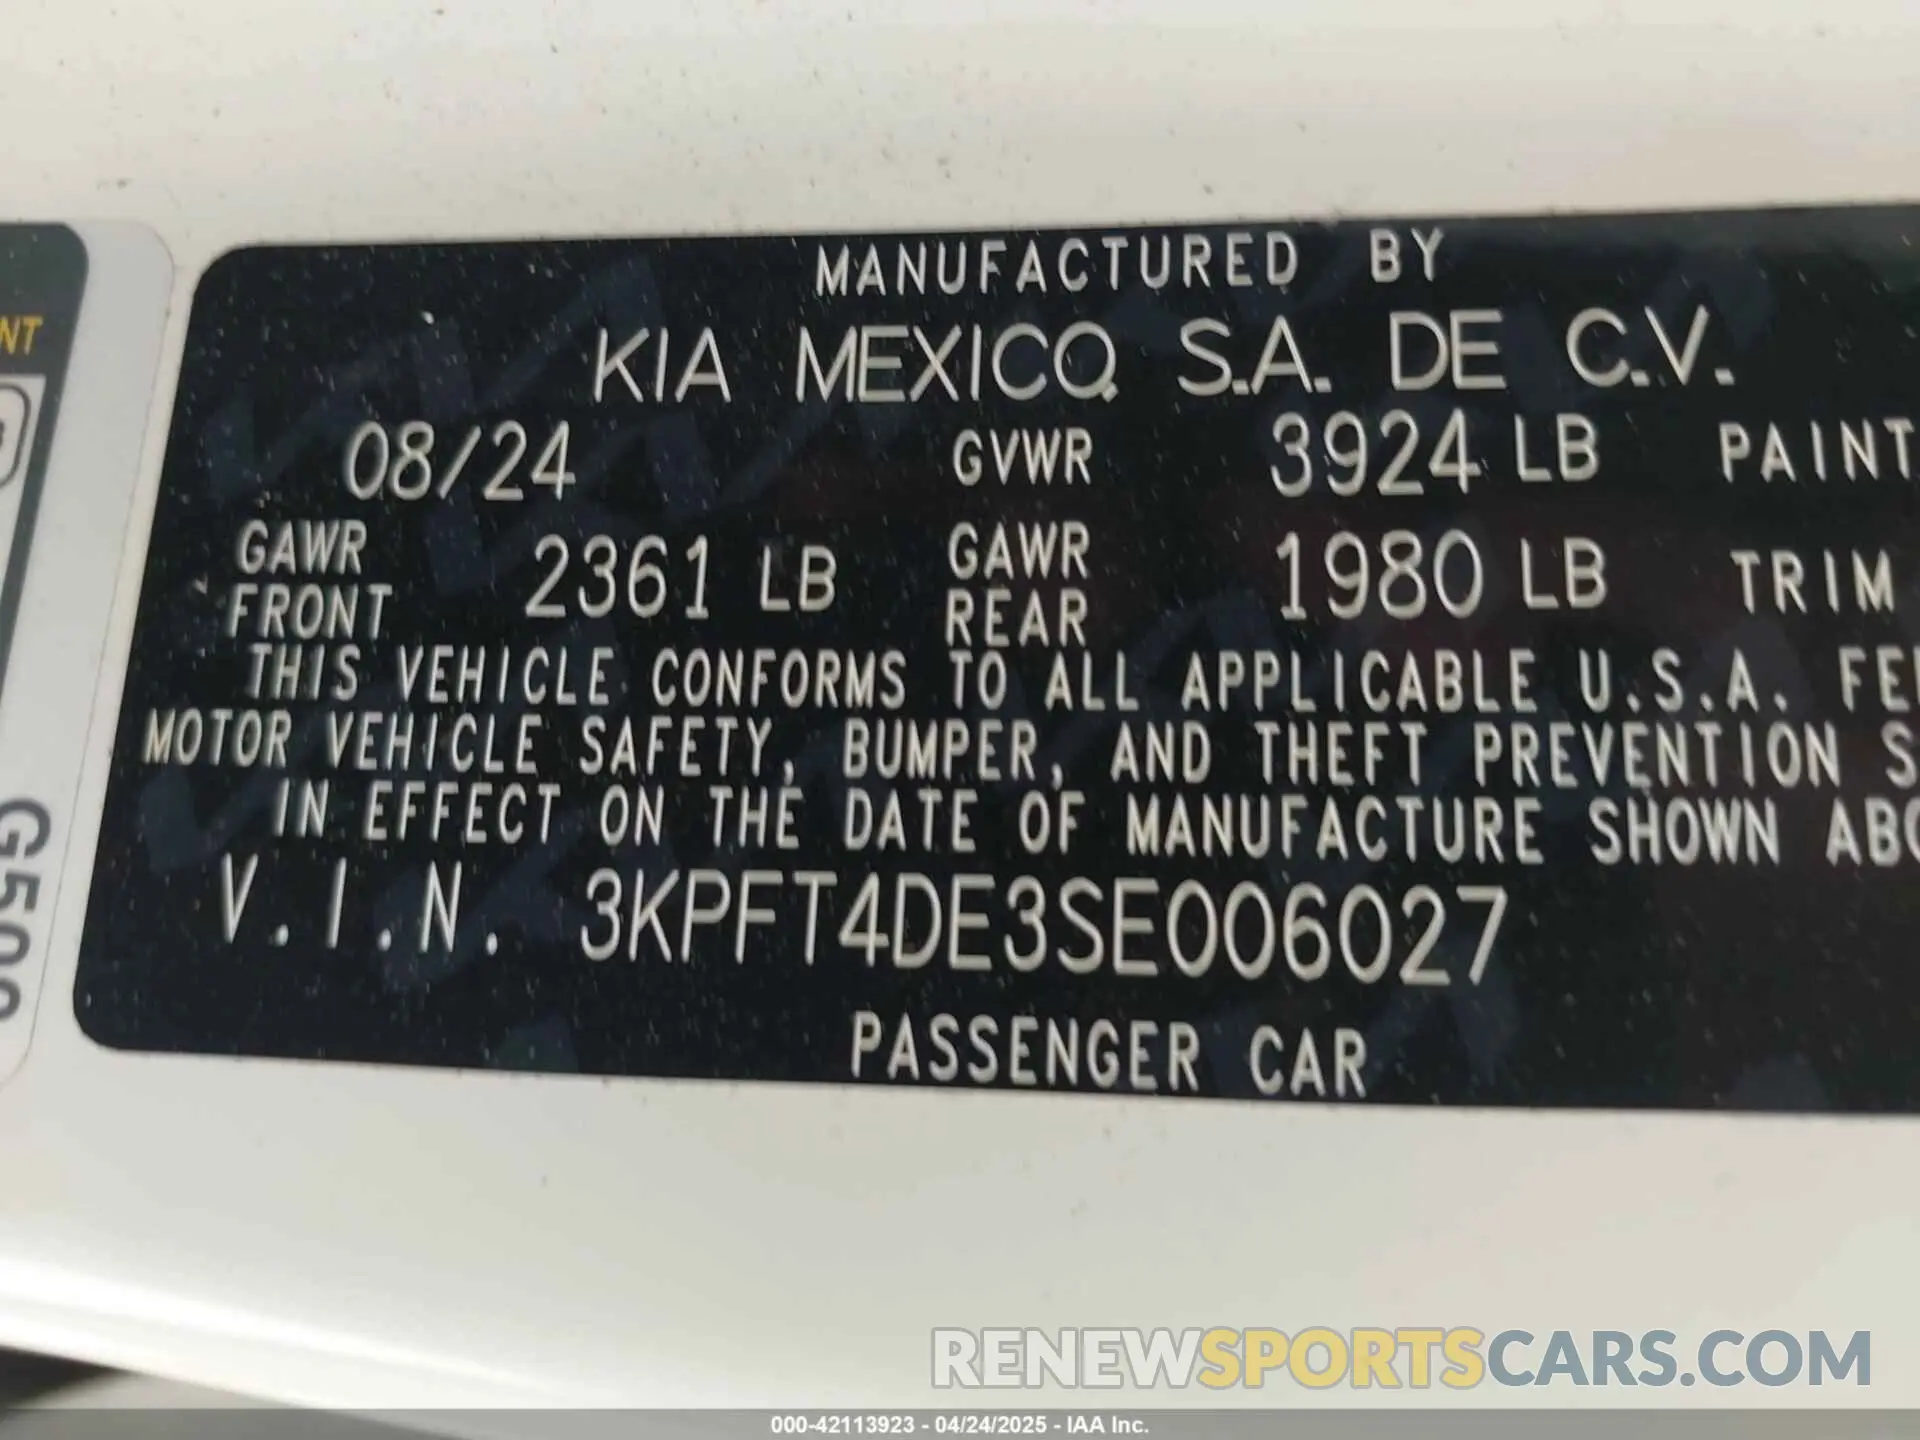 MANUFACTURED BY
KIA MEXICO S.A. DE C.V.
08/24 GVWR 3924 LB PAINT
GAWR FRONT 2361 LB GAWR REAR 1980 LB TRIM
THIS VEHICLE CONFORMS TO ALL APPLICABLE U.S.A. FE
MOTOR VEHICLE SAFETY, BUMPER, AND THEFT PREVENTION S
IN EFFECT ON THE DATE OF MANUFACTURE SHOWN ABO
V.I.N. 3KPFT4DE3SE006027
PASSENGER CAR
NT
RENEWSPORTSCARS.COM
000-42113923 - 04/24/2025 - IAA Inc.